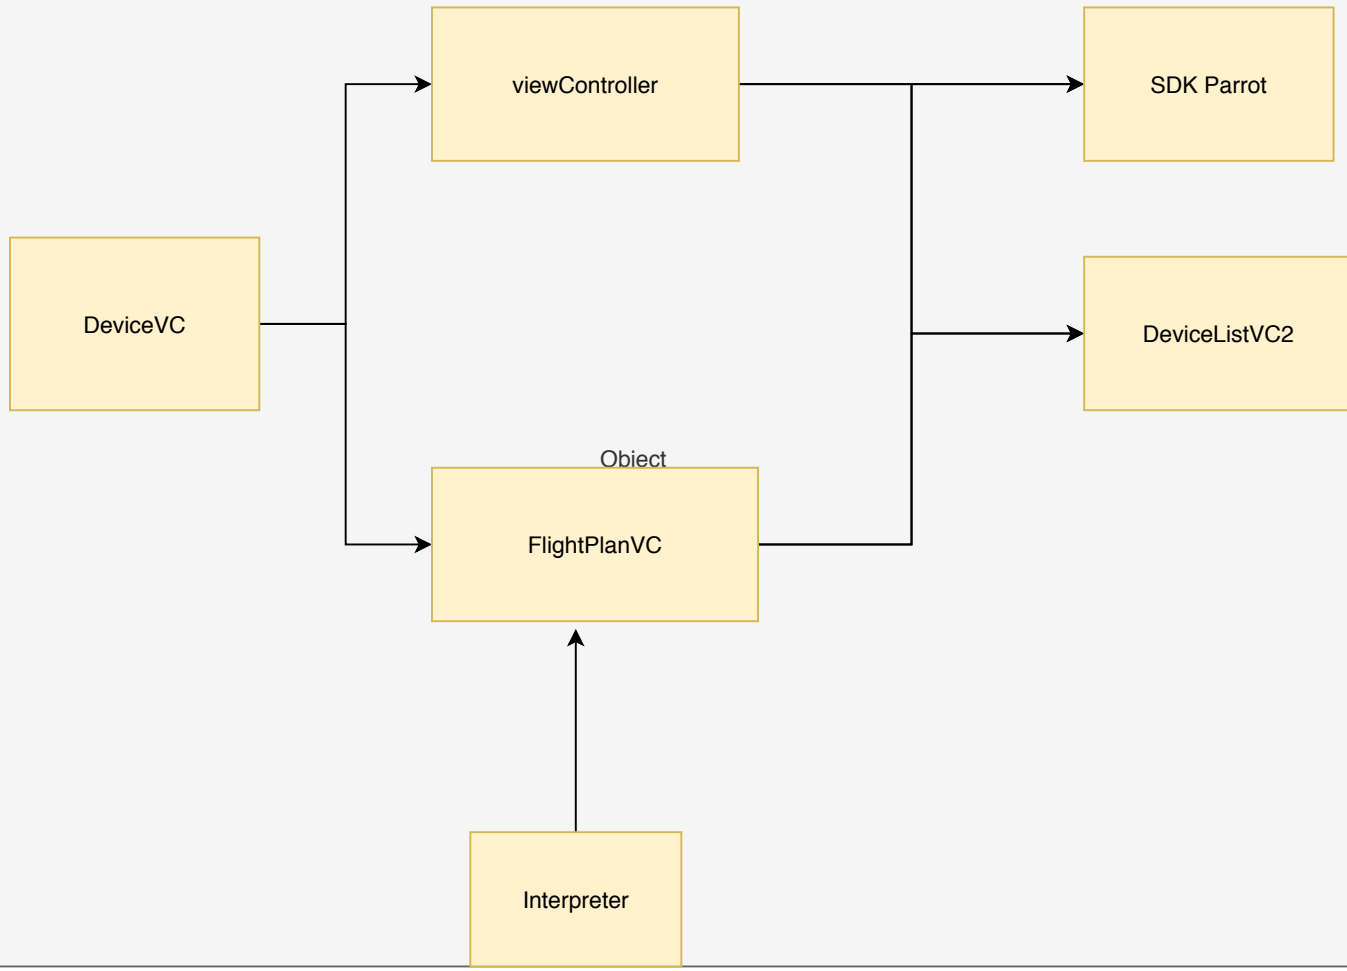 viewController
SDK Parrot
DeviceVC
DeviceListVC2
Object
FlightPlanVC
Interpreter